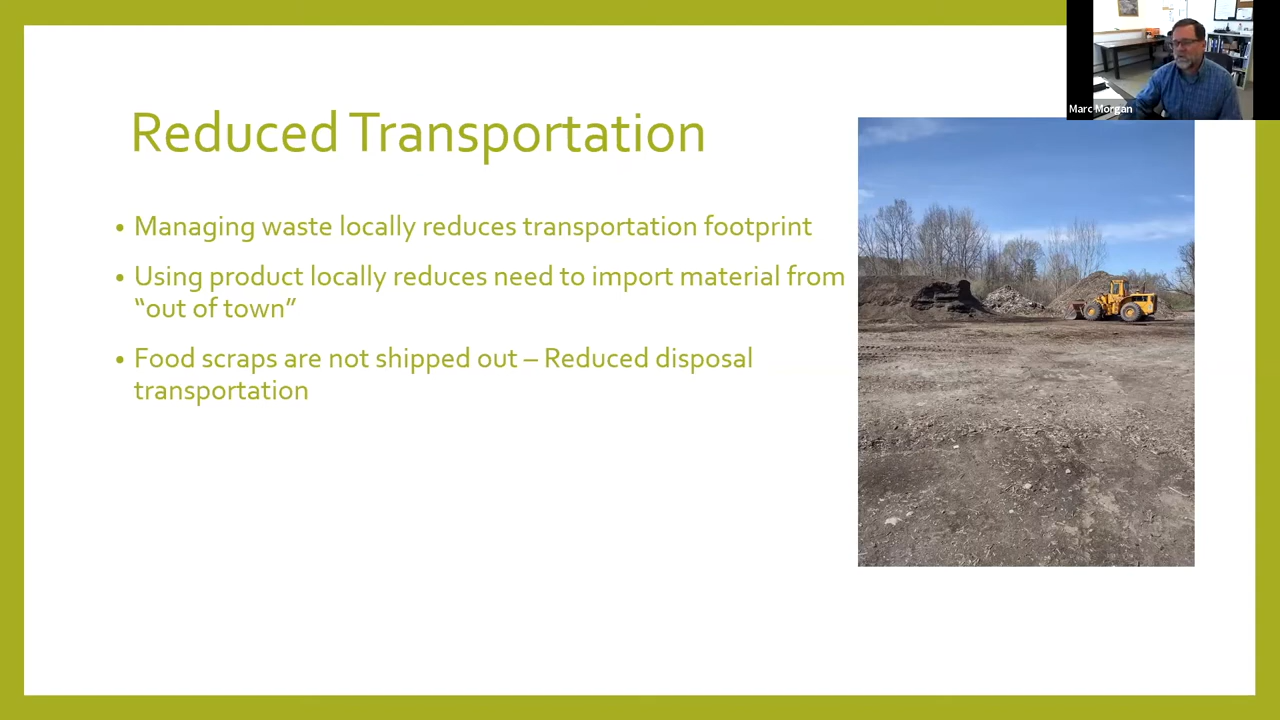 Marc Morgan
Reduced Transportation
• Managing waste locally reduces transportation footprint
• Using product locally reduces need to import material from
“out of town”
• Food scraps are not shipped out – Reduced disposal
transportation